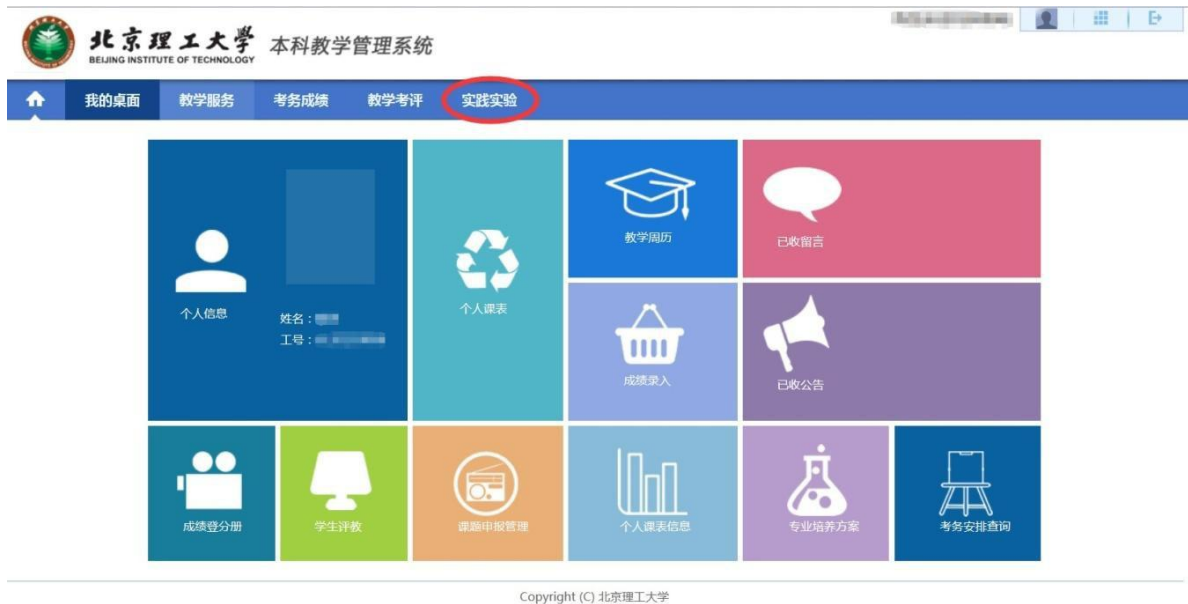 北京理工大学 本科教学管理系统
BEIJING INSTITUTE OF TECHNOLOGY
我的桌面 教学服务 考务成绩 教学考评 实践实验
教学周历
已收留言
个人信息
个人课表
姓名：
工号：
成绩录入
已收公告
成绩登分册
学生评教
课题申报管理
个人课表信息
专业培养方案
考务安排查询
Copyright (C) 北京理工大学